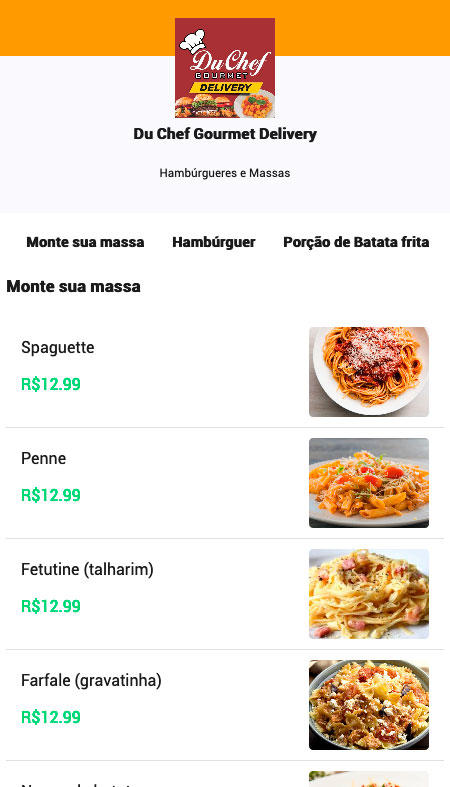 Du Chef
GOURMET
DELIVERY
Du Chef Gourmet Delivery
Hambúrgueres e Massas
Monte sua massa Hambúrguer Porção de Batata frita
Monte sua massa
Spaguette
R$12.99
Penne
R$12.99
Fetutine (talharim)
R$12.99
Farfale (gravatinha)
R$12.99